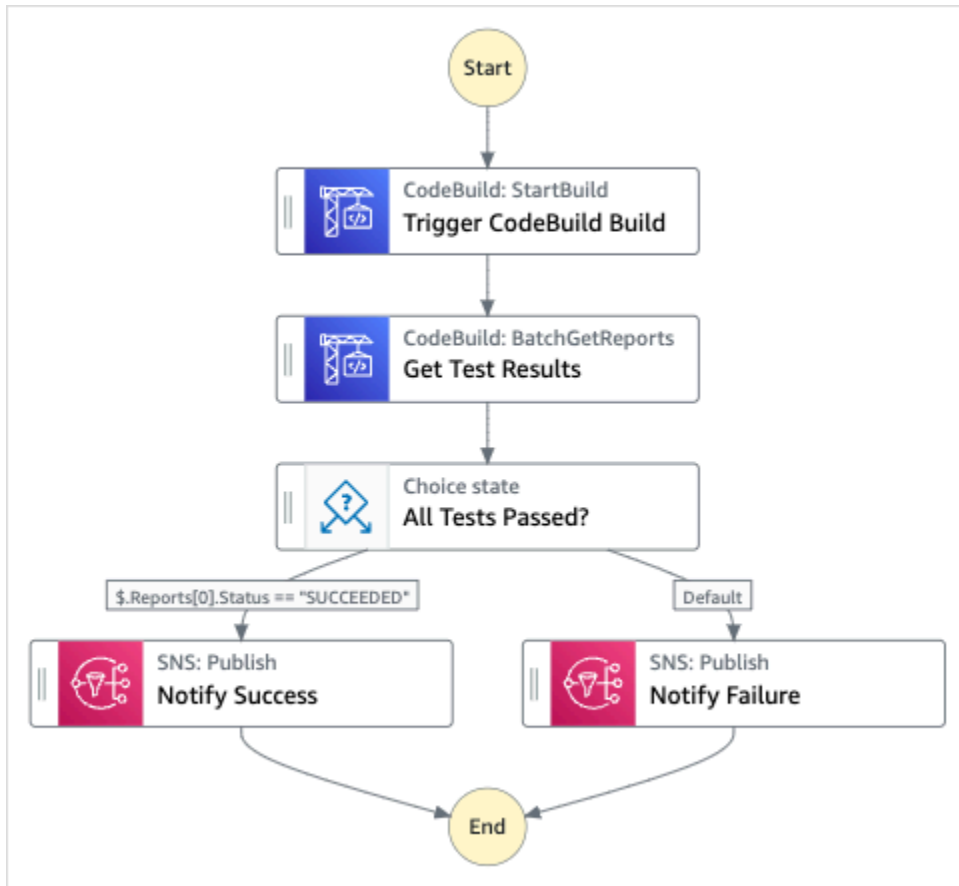 Start
CodeBuild: StartBuild
Trigger CodeBuild Build
CodeBuild: BatchGetReports
Get Test Results
Choice state
All Tests Passed?
$.Reports[0].Status == "SUCCEEDED"
Default
SNS: Publish
Notify Success
SNS: Publish
Notify Failure
End